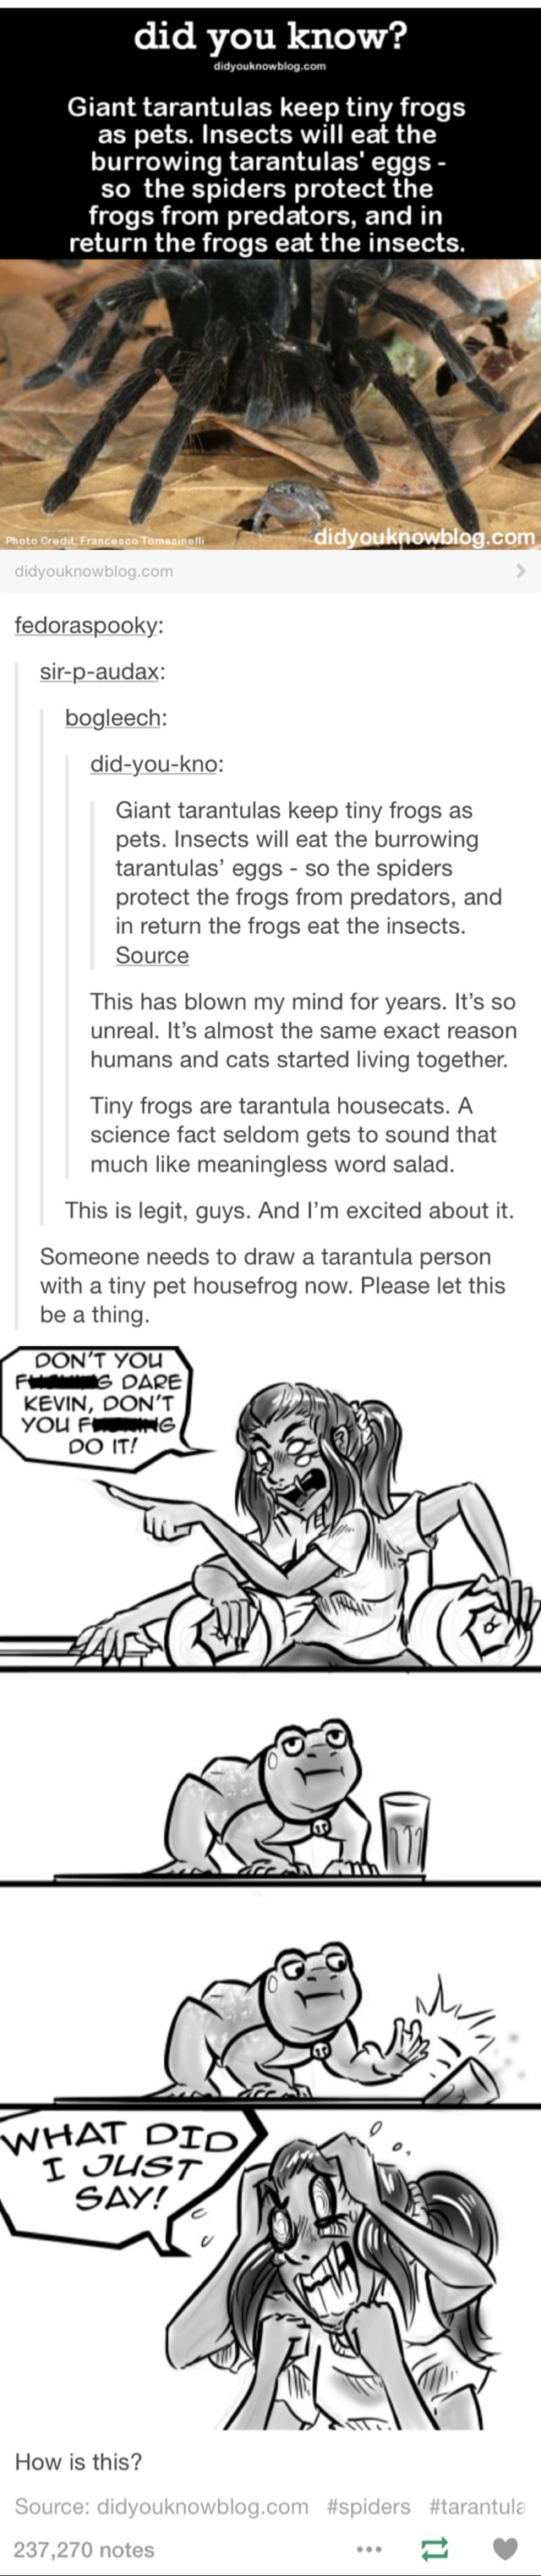 did you know?
didyouknowblog.com
Giant tarantulas keep tiny frogs
as pets. Insects will eat the
burrowing tarantulas' eggs -
so the spiders protect the
frogs from predators, and in
return the frogs eat the insects.
Photo Credit: Francesco Tomasinelli
didyouknowblog.com
didyouknowblog.com
fedoraspooky:
sir-p-audax:
bogleech:
did-you-kno:
Giant tarantulas keep tiny frogs as
pets. Insects will eat the burrowing
tarantulas’ eggs - so the spiders
protect the frogs from predators, and
in return the frogs eat the insects.
Source
This has blown my mind for years. It’s so
unreal. It’s almost the same exact reason
humans and cats started living together.
Tiny frogs are tarantula housecats. A
science fact seldom gets to sound that
much like meaningless word salad.
This is legit, guys. And I’m excited about it.
Someone needs to draw a tarantula person
with a tiny pet housefrog now. Please let this
be a thing.
DON'T YOU
F G DARE
KEVIN, DON'T
YOU F G
DO IT!
WHAT DID
I JUST
SAY!
How is this?
Source: didyouknowblog.com #spiders #tarantula
237,270 notes